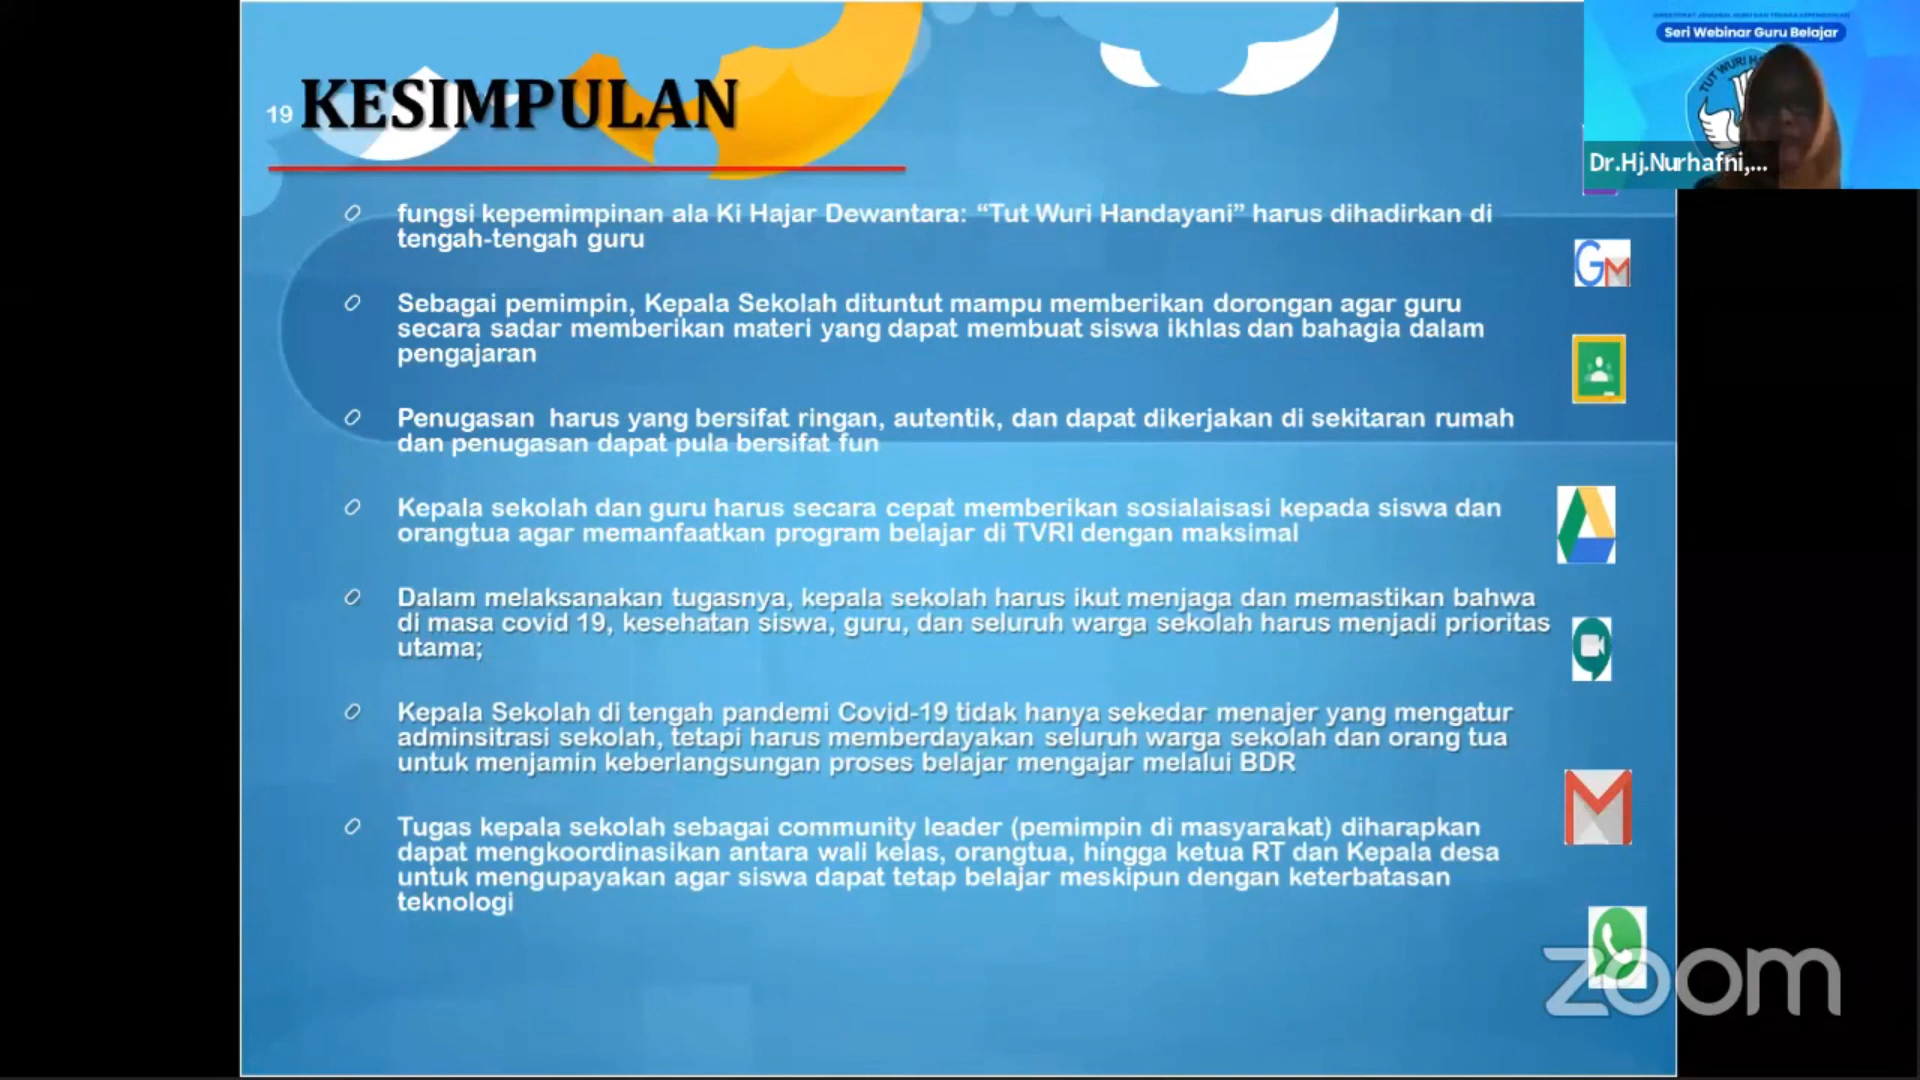 Seri Webinar Guru Belajar
TUT WURI HA
Dr.Hj.Nurhafni,...
19 KESIMPULAN
fungsi kepemimpinan ala Ki Hajar Dewantara: “Tut Wuri Handayani” harus dihadirkan di
tengah-tengah guru
Sebagai pemimpin, Kepala Sekolah dituntut mampu memberikan dorongan agar guru
secara sadar memberikan materi yang dapat membuat siswa ikhlas dan bahagia dalam
pengajaran
Penugasan harus yang bersifat ringan, autentik, dan dapat dikerjakan di sekitaran rumah
dan penugasan dapat pula bersifat fun
Kepala sekolah dan guru harus secara cepat memberikan sosialaisasi kepada siswa dan
orangtua agar memanfaatkan program belajar di TVRI dengan maksimal
Dalam melaksanakan tugasnya, kepala sekolah harus ikut menjaga dan memastikan bahwa
di masa covid 19, kesehatan siswa, guru, dan seluruh warga sekolah harus menjadi prioritas
utama;
Kepala Sekolah di tengah pandemi Covid-19 tidak hanya sekedar menajer yang mengatur
adminsitrasi sekolah, tetapi harus memberdayakan seluruh warga sekolah dan orang tua
untuk menjamin keberlangsungan proses belajar mengajar melalui BDR
Tugas kepala sekolah sebagai community leader (pemimpin di masyarakat) diharapkan
dapat mengkoordinasikan antara wali kelas, orangtua, hingga ketua RT dan Kepala desa
untuk mengupayakan agar siswa dapat tetap belajar meskipun dengan keterbatasan
teknologi
zoom